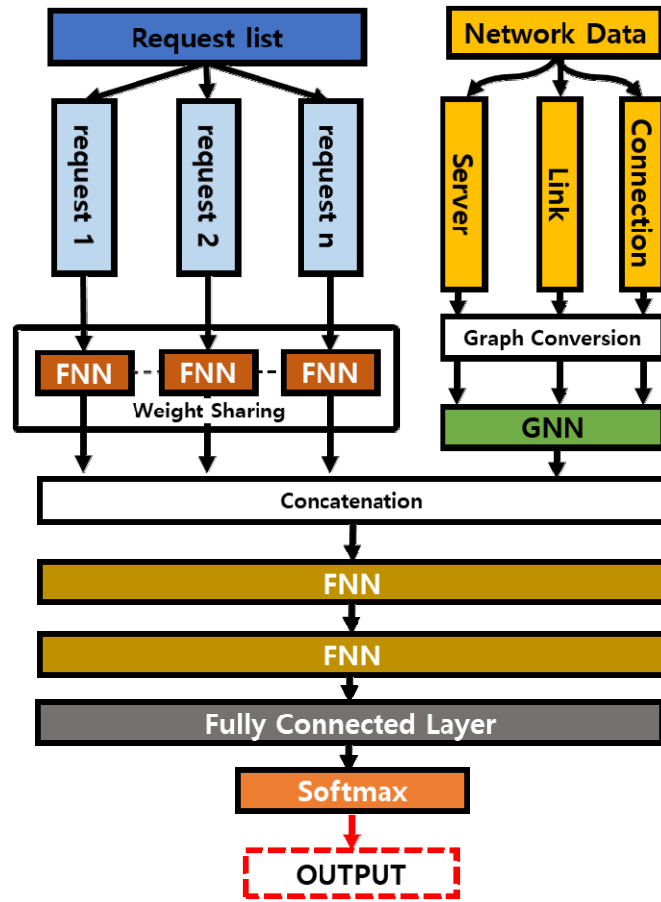 Request list
Network Data
request 1
request 2
request n
Server
Link
Connection
Graph Conversion
FNN
FNN
FNN
Weight Sharing
GNN
Concatenation
FNN
FNN
Fully Connected Layer
Softmax
OUTPUT